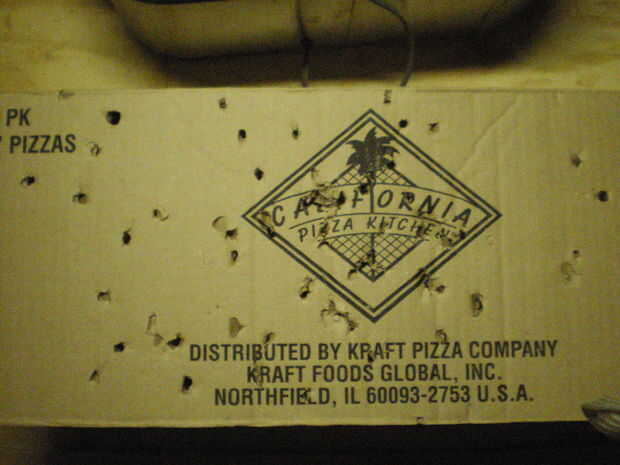 PK
' PIZZAS
CALIFORNIA
PIZZA KITCHEN
DISTRIBUTED BY KRAFT PIZZA COMPANY
KRAFT FOODS GLOBAL, INC.
NORTHFIELD, IL 60093-2753 U.S.A.